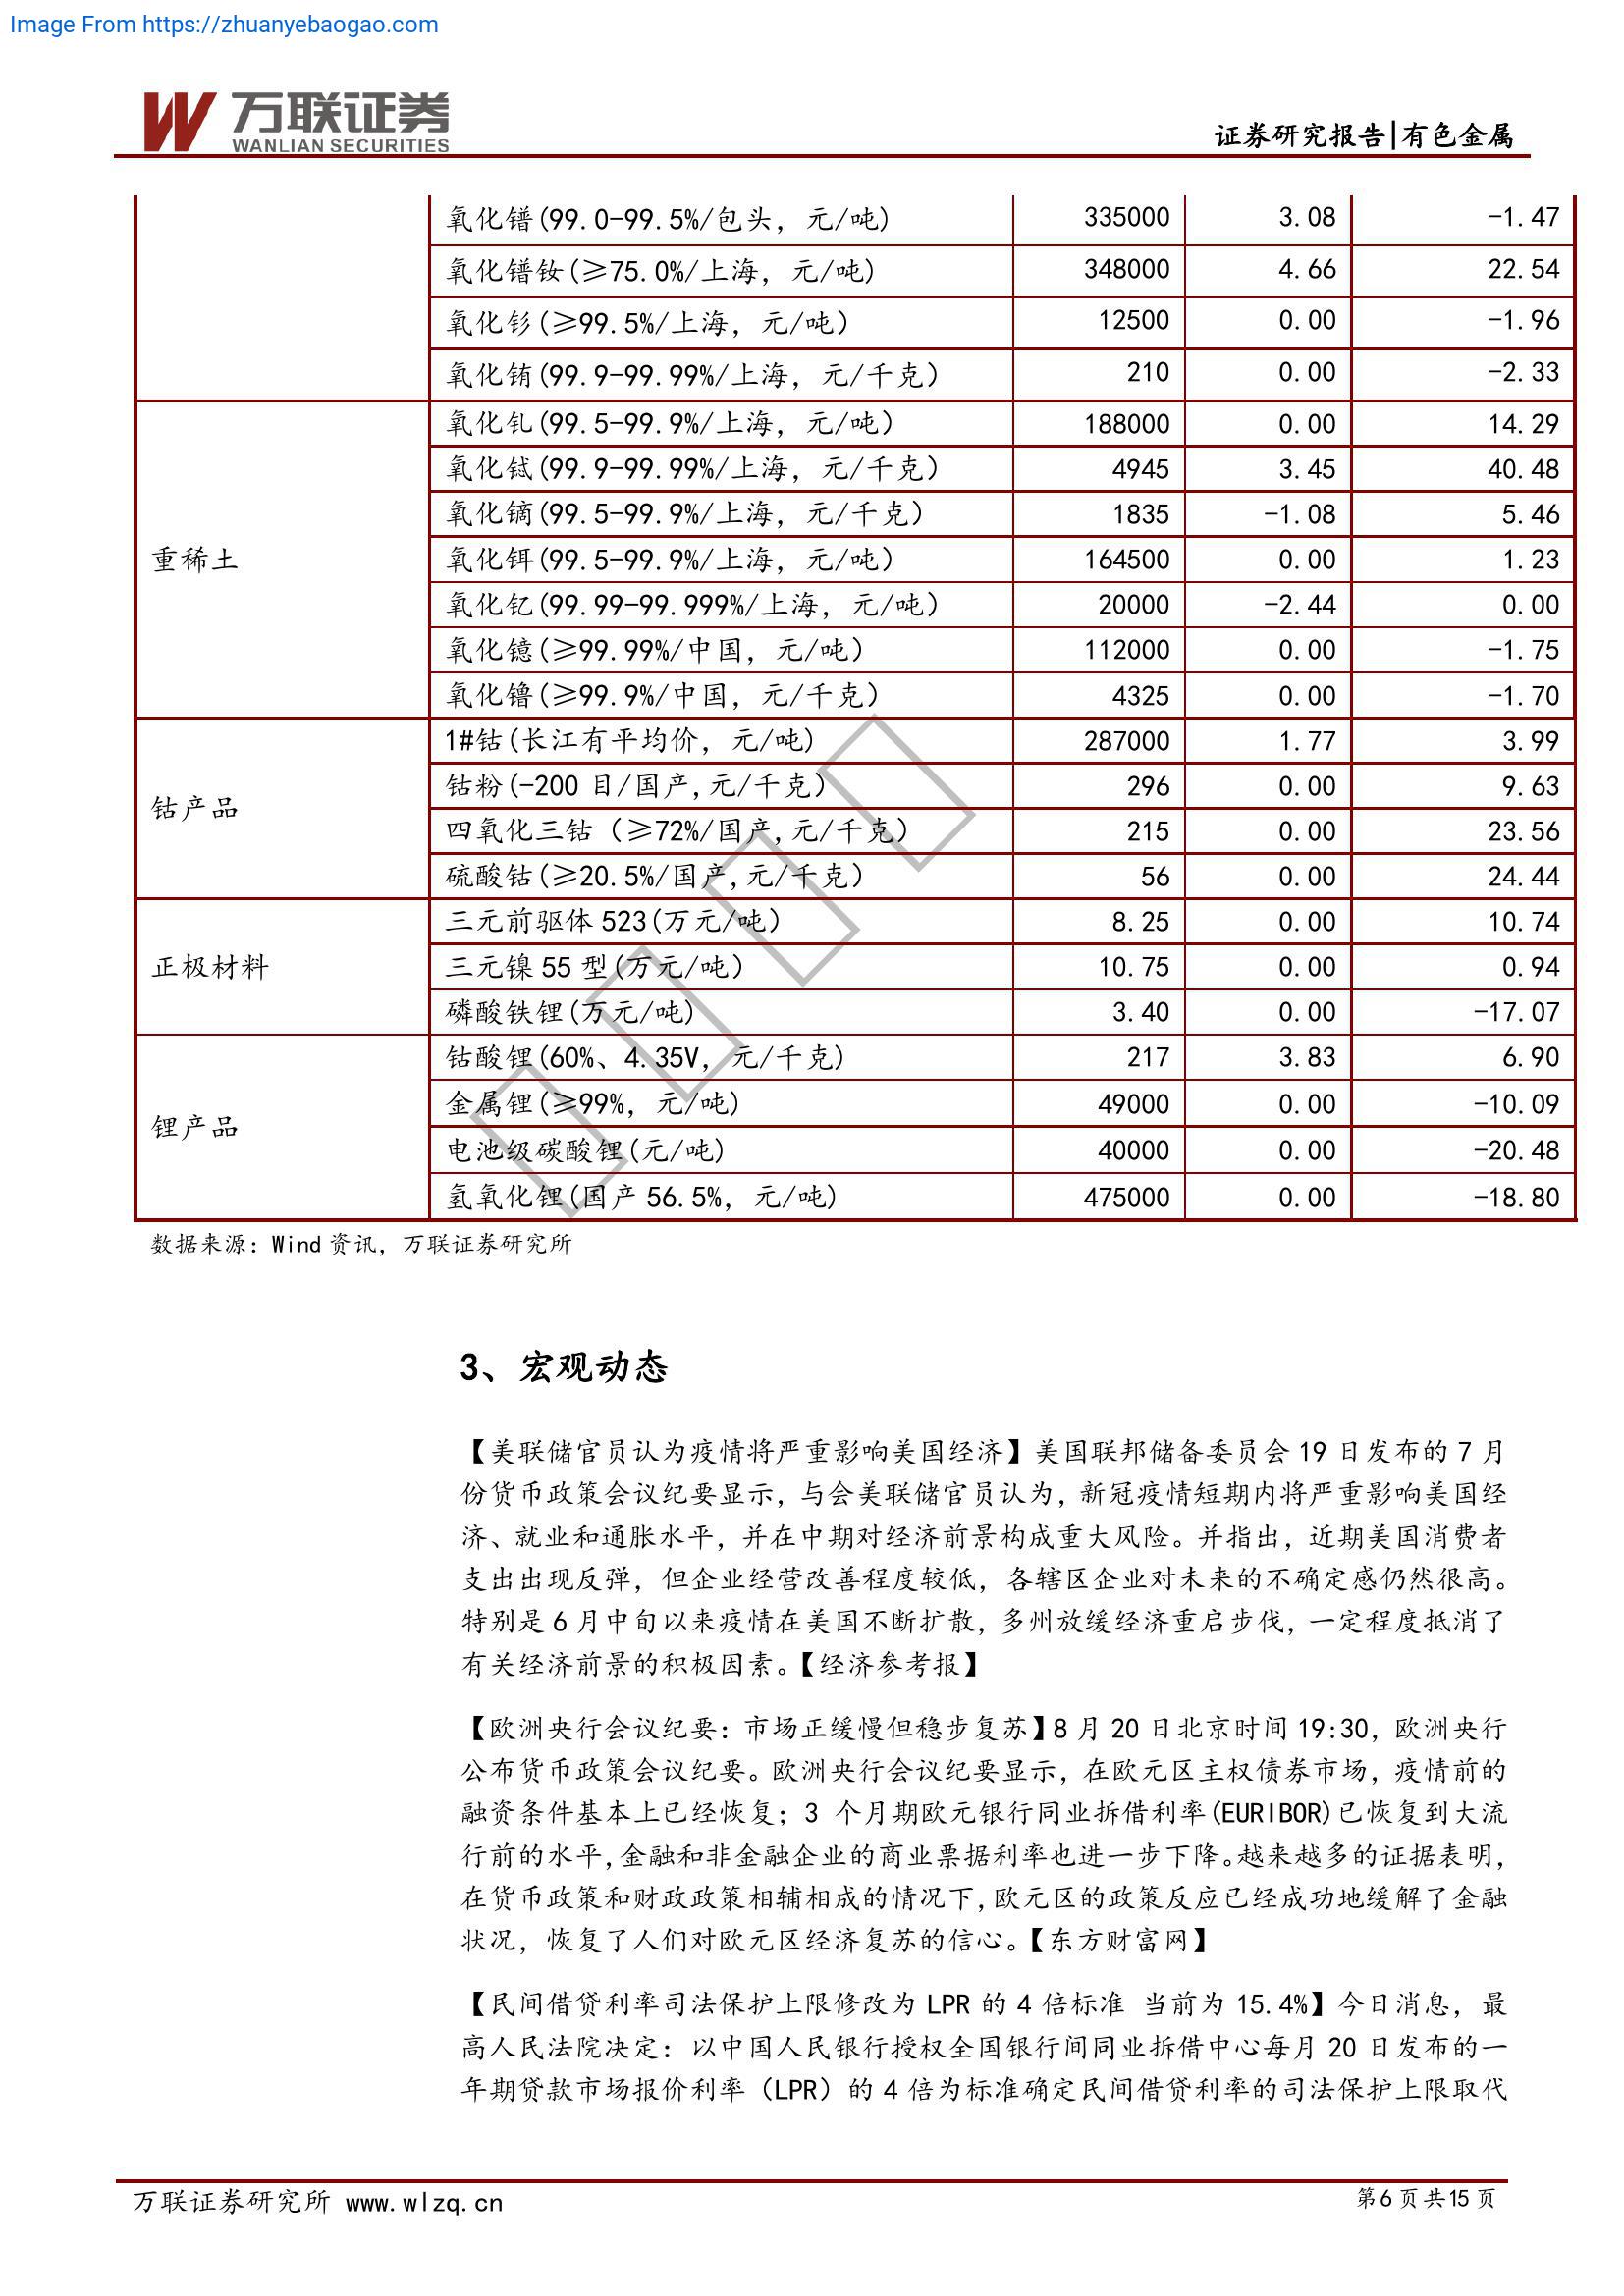 Image From https://zhuanyebaogao.com
万联证券
WANLIAN SECURITIES
证券研究报告|有色金属
氧化镨(99.0-99.5%/包头，元/吨) 335000 3.08 -1.47
氧化镨钕(≥75.0%/上海，元/吨) 348000 4.66 22.54
氧化钐(≥99.5%/上海，元/吨) 12500 0.00 -1.96
氧化铕(99.9-99.99%/上海，元/千克) 210 0.00 -2.33
重稀土
氧化钆(99.5-99.9%/上海，元/吨) 188000 0.00 14.29
氧化铽(99.9-99.99%/上海，元/千克) 4945 3.45 40.48
氧化镝(99.5-99.9%/上海，元/千克) 1835 -1.08 5.46
氧化铒(99.5-99.9%/上海，元/吨) 164500 0.00 1.23
氧化钇(99.99-99.999%/上海，元/吨) 20000 -2.44 0.00
氧化镱(≥99.99%/中国，元/吨) 112000 0.00 -1.75
氧化镥(≥99.9%/中国，元/千克) 4325 0.00 -1.70
钴产品
1#钴(长江有平均价，元/吨) 287000 1.77 3.99
钴粉(-200 目/国产,元/千克) 296 0.00 9.63
四氧化三钴（≥72%/国产,元/千克) 215 0.00 23.56
硫酸钴(≥20.5%/国产,元/千克) 56 0.00 24.44
正极材料
三元前驱体 523(万元/吨) 8.25 0.00 10.74
三元镍 55 型(万元/吨) 10.75 0.00 0.94
磷酸铁锂(万元/吨) 3.40 0.00 -17.07
锂产品
钴酸锂(60%、4.35V，元/千克) 217 3.83 6.90
金属锂(≥99%，元/吨) 49000 0.00 -10.09
电池级碳酸锂(元/吨) 40000 0.00 -20.48
氢氧化锂(国产 56.5%，元/吨) 475000 0.00 -18.80
数据来源：Wind 资讯，万联证券研究所
3、宏观动态
【美联储官员认为疫情将严重影响美国经济】美国联邦储备委员会 19 日发布的 7 月
份货币政策会议纪要显示，与会美联储官员认为，新冠疫情短期内将严重影响美国经
济、就业和通胀水平，并在中期对经济前景构成重大风险。并指出，近期美国消费者
支出出现反弹，但企业经营改善程度较低，各辖区企业对未来的不确定感仍然很高。
特别是 6 月中旬以来疫情在美国不断扩散，多州放缓经济重启步伐，一定程度抵消了
有关经济前景的积极因素。【经济参考报】
【欧洲央行会议纪要：市场正缓慢但稳步复苏】8 月 20 日北京时间 19:30，欧洲央行
公布货币政策会议纪要。欧洲央行会议纪要显示，在欧元区主权债券市场，疫情前的
融资条件基本上已经恢复；3 个月期欧元银行同业拆借利率(EURIBOR)已恢复到大流
行前的水平,金融和非金融企业的商业票据利率也进一步下降。越来越多的证据表明，
在货币政策和财政政策相辅相成的情况下,欧元区的政策反应已经成功地缓解了金融
状况，恢复了人们对欧元区经济复苏的信心。【东方财富网】
【民间借贷利率司法保护上限修改为 LPR 的 4 倍标准 当前为 15.4%】今日消息，最
高人民法院决定：以中国人民银行授权全国银行间同业拆借中心每月 20 日发布的一
年期贷款市场报价利率（LPR）的 4 倍为标准确定民间借贷利率的司法保护上限取代
万联证券研究所 www.wlzq.cn
第 6 页 共 15 页